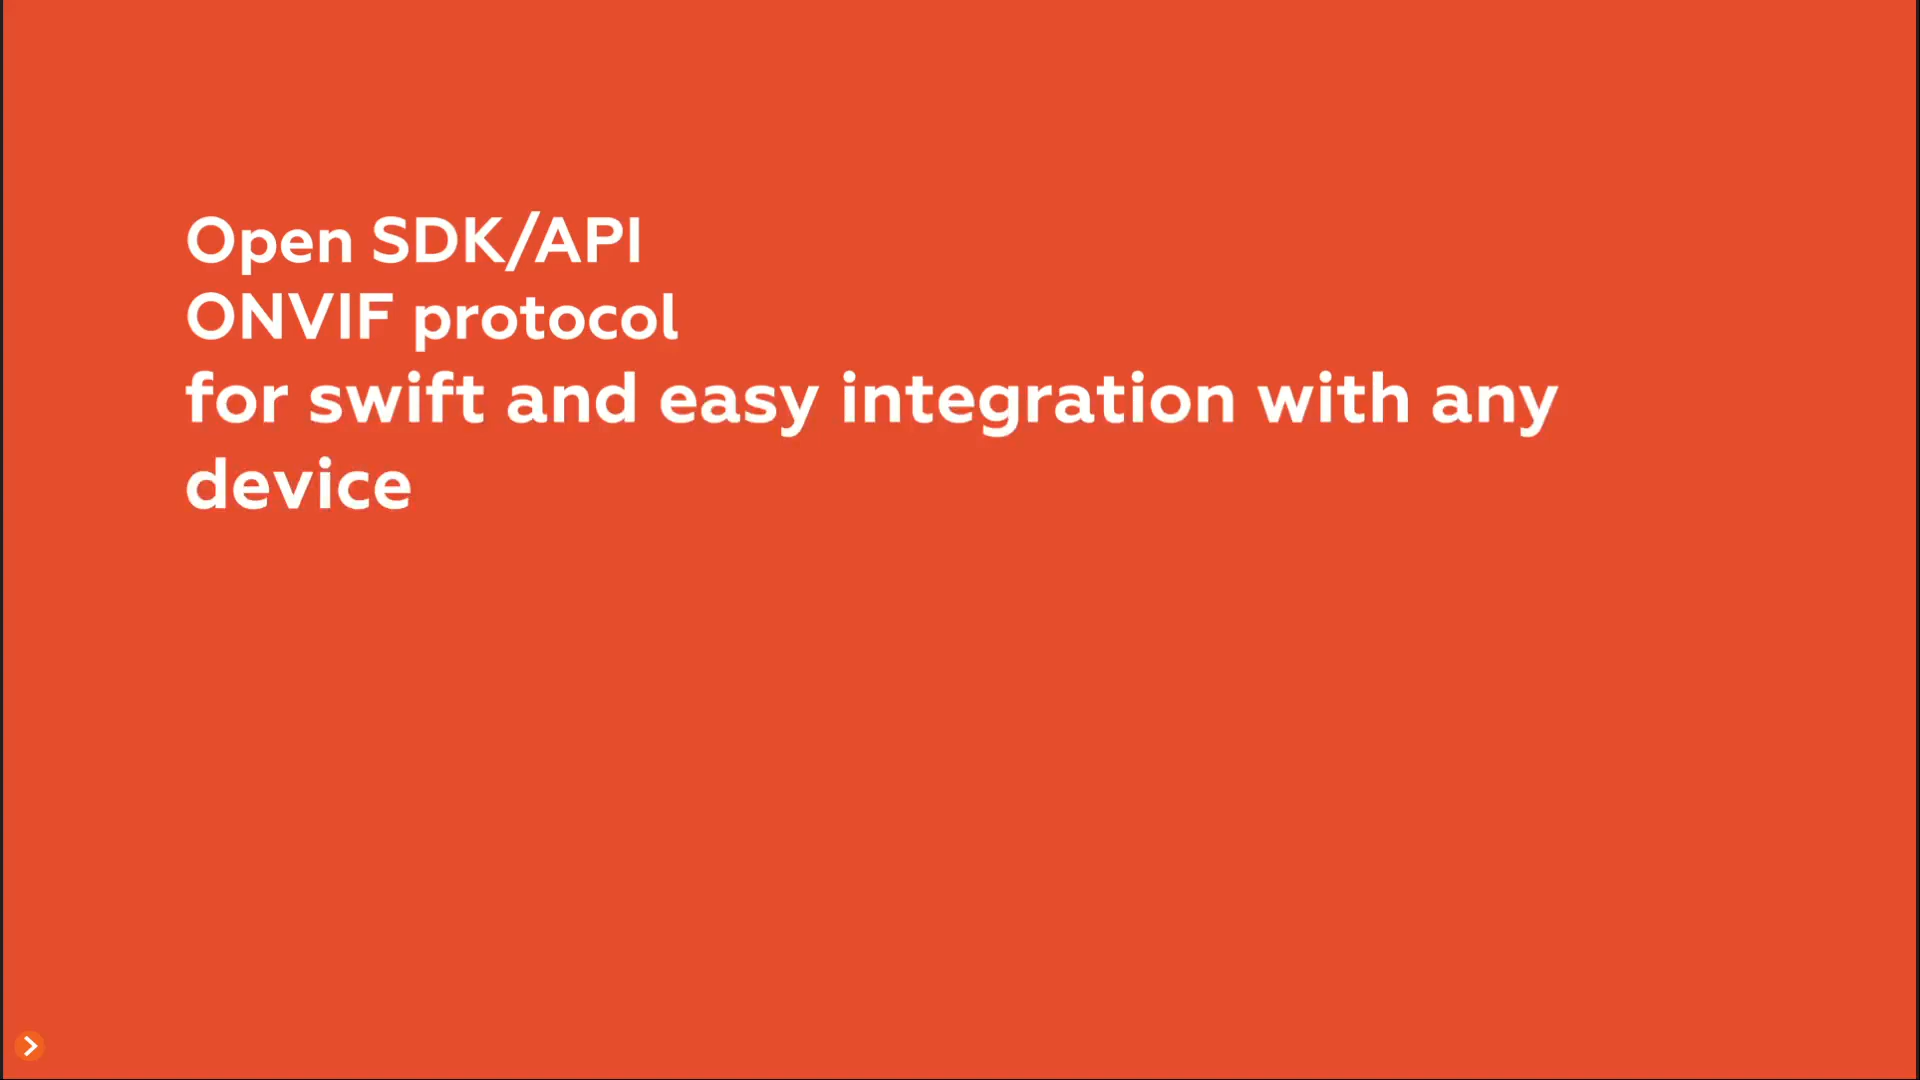 Open SDK/API
ONVIF protocol
for swift and easy integration with any
device